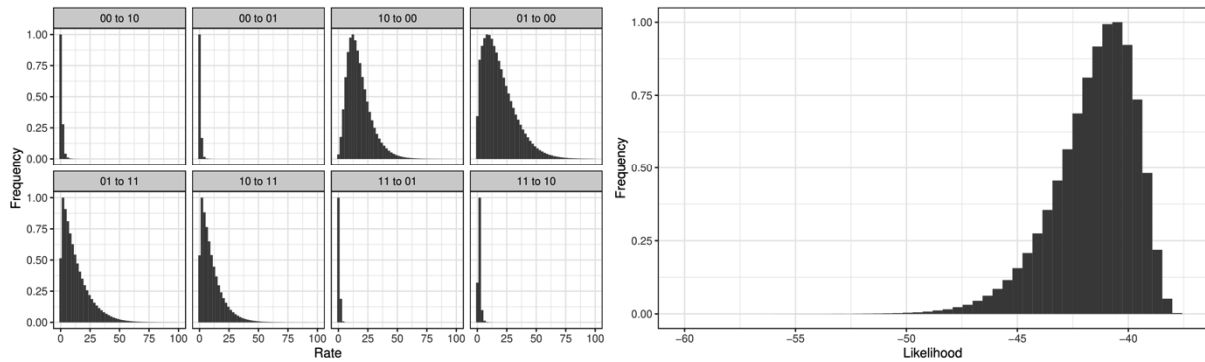 00 to 10
00 to 01
10 to 00
01 to 00
1.00
0.75
0.50
0.25
0.00
01 to 11
10 to 11
11 to 01
11 to 10
1.00
0.75
0.50
0.25
0.00
0 25 50 75 100
0 25 50 75 100
0 25 50 75 100
0 25 50 75 100
Rate
Frequency
1.00
0.75
0.50
0.25
0.00
−60 −55 −50 −45 −40
Likelihood
Frequency